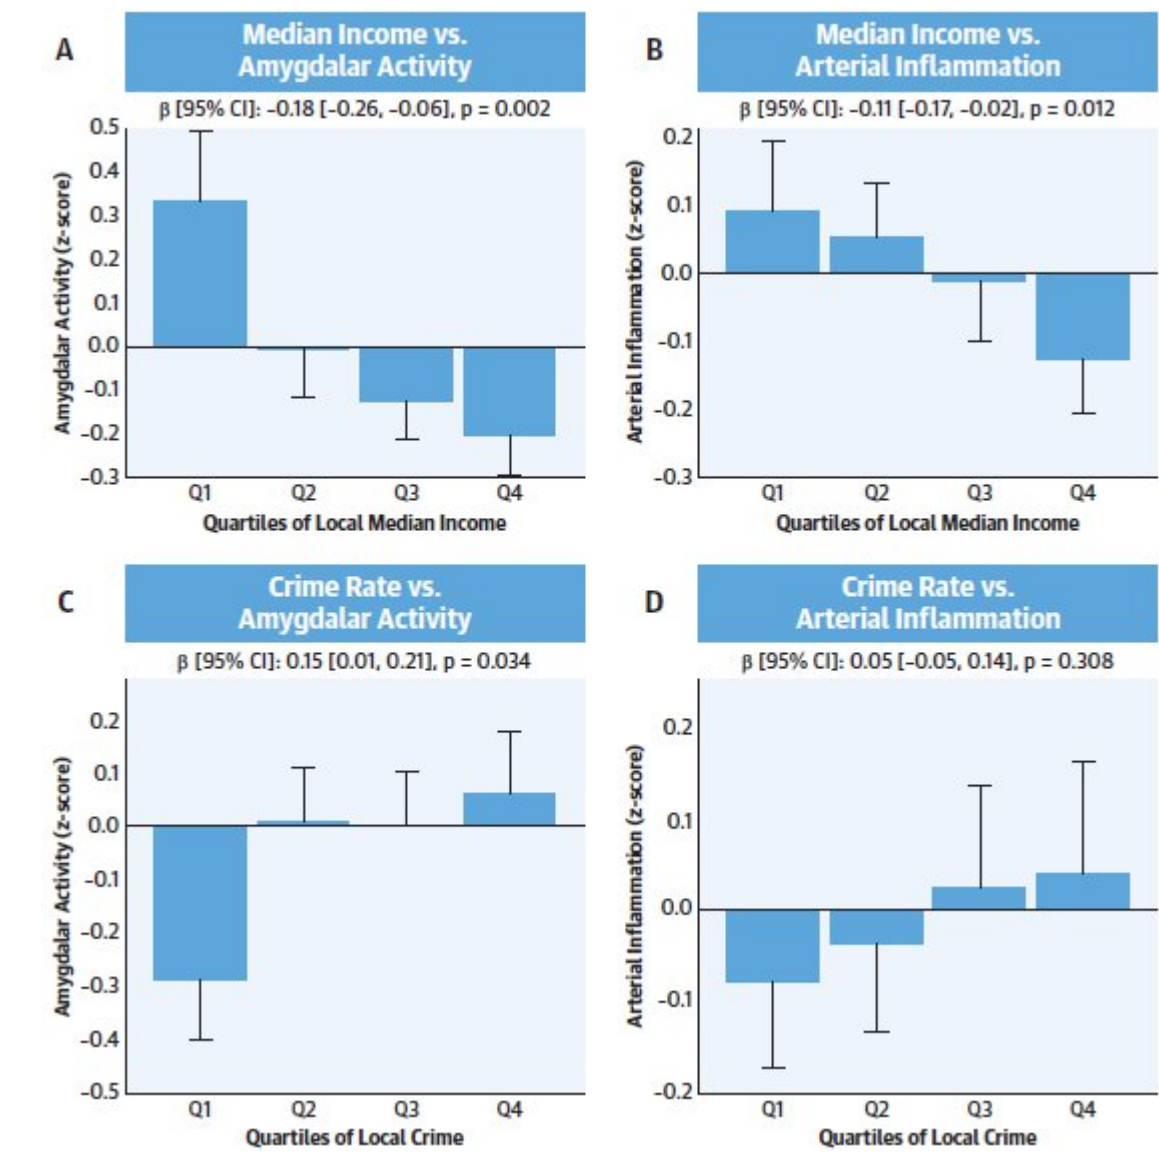 A
Median Income vs.
Amygdalar Activity
β [95% CI]: –0.18 [–0.26, –0.06], p = 0.002
Amygdalar Activity (z-score)
0.5
0.4
0.3
0.2
0.1
0.0
–0.1
–0.2
–0.3
Q1 Q2 Q3 Q4
Quartiles of Local Median Income
B
Median Income vs.
Arterial Inflammation
β [95% CI]: –0.11 [–0.17, –0.02], p = 0.012
Arterial Inflammation (z-score)
0.2
0.1
0.0
–0.1
–0.2
–0.3
Q1 Q2 Q3 Q4
Quartiles of Local Median Income
C
Crime Rate vs.
Amygdalar Activity
β [95% CI]: 0.15 [0.01, 0.21], p = 0.034
Amygdalar Activity (z-score)
0.2
0.1
0.0
–0.1
–0.2
–0.3
–0.4
–0.5
Q1 Q2 Q3 Q4
Quartiles of Local Crime
D
Crime Rate vs.
Arterial Inflammation
β [95% CI]: 0.05 [–0.05, 0.14], p = 0.308
Arterial Inflammation (z-score)
0.2
0.1
0.0
–0.1
–0.2
Q1 Q2 Q3 Q4
Quartiles of Local Crime